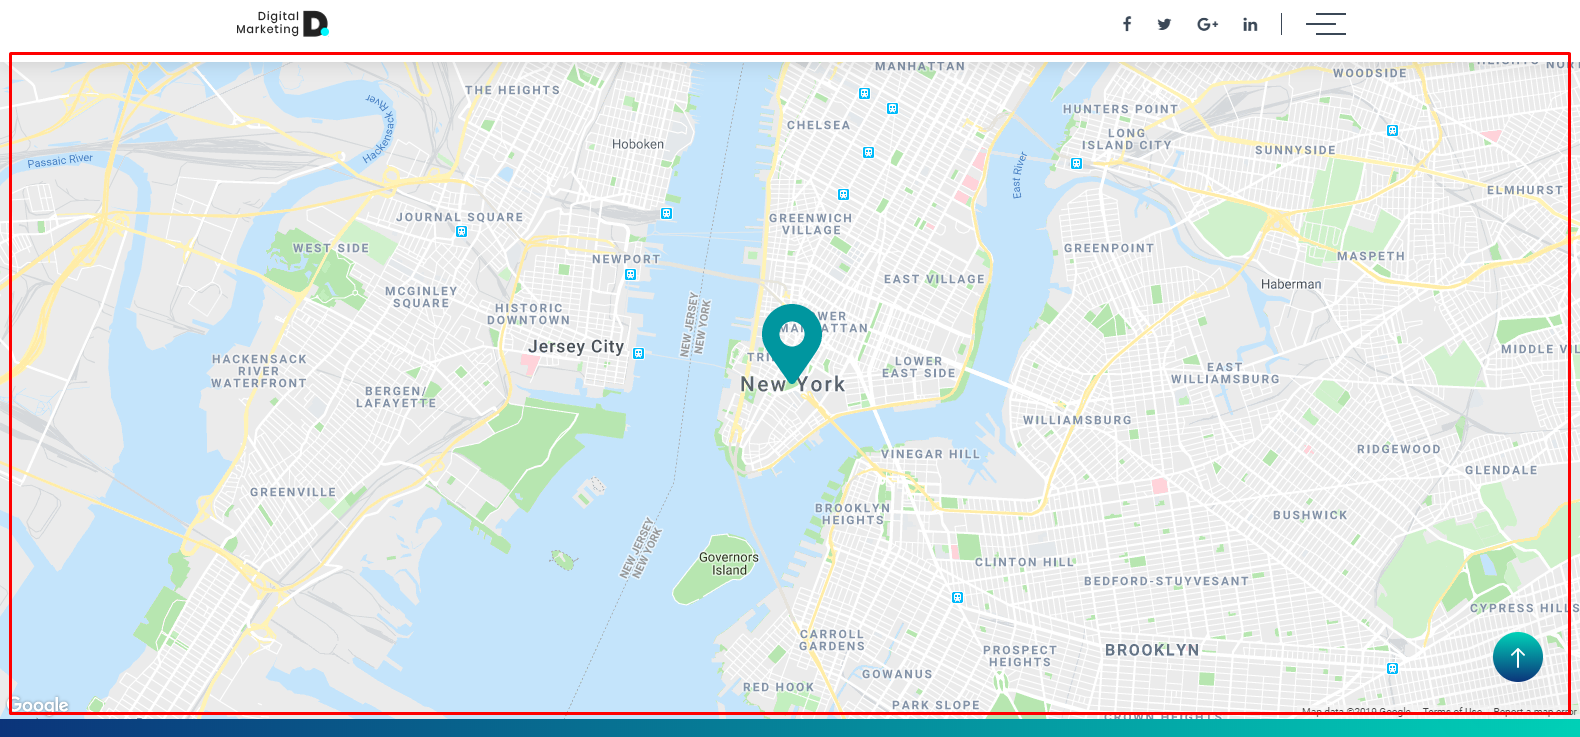 Digital
Marketing
MANHATTAN
WOODSIDE
THE HEIGHTS
Hackensack River
HUNTERS POINT
CHELSEA
LONG
ISLAND CITY
Hoboken
SUNNYSIDE
Passaic River
East River
ELMHURST
JOURNAL SQUARE
GREENWICH
VILLAGE
WEST SIDE
GREENPOINT
NEWPORT
MASPETH
EAST VILLAGE
Haberman
MCGINLEY
SQUARE
HISTORIC
DOWNTOWN
NEW JERSEY
NEW YORK
Jersey City
MIDDLE
HACKENSACK
RIVER
WATERFRONT
LOWER
EAST SIDE
EAST
WILLIAMSBURG
New York
BERGEN/
LAFAYETTE
WILLIAMSBURG
VINEGAR HILL
RIDGEWOOD
GLENDALE
GREENVILLE
BROOKLYN
HEIGHTS
BUSHWICK
NEW JERSEY
NEW YORK
Governors
Island
CLINTON HILL
BEDFORD-STUYVESANT
CYPRESS HILLS
CARROLL
GARDENS
PROSPECT
HEIGHTS
BROOKLYN
GOWANUS
RED HOOK
PARK SLOPE
Google
Map data ©2019 Google
Terms of Use
Report a map error
CROWN HEIGHTS